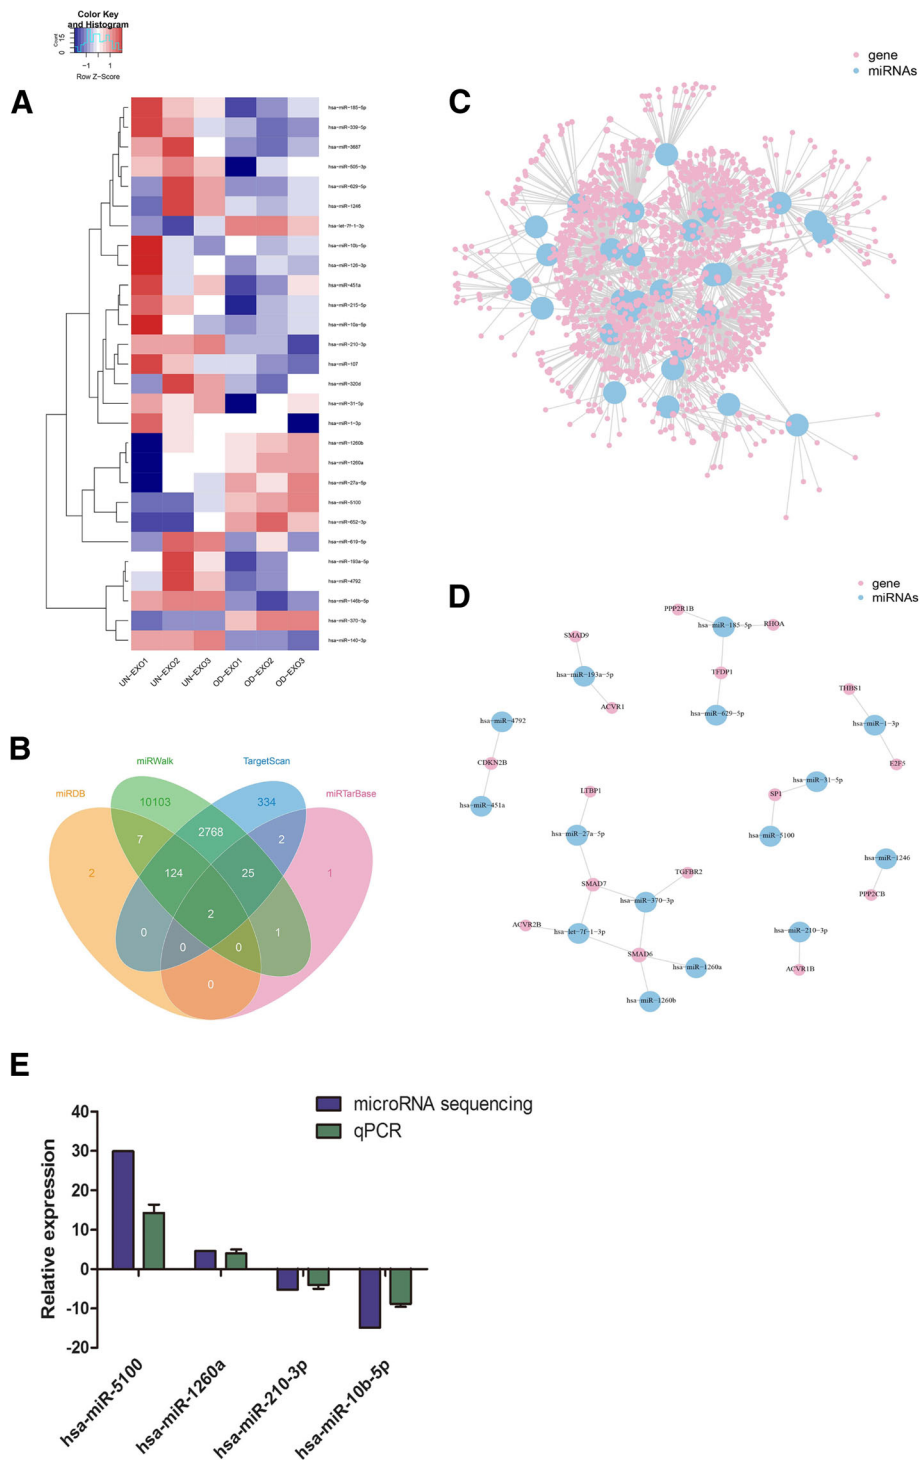 Color Key
and Histogram
Count
0 15
−1 1
Row Z−Score
A
hsa−miR−185−5p
hsa−miR−339−5p
hsa−miR−3687
hsa−miR−505−3p
hsa−miR−629−5p
hsa−miR−1246
hsa−let−7f−1−3p
hsa−miR−10b−5p
hsa−miR−126−3p
hsa−miR−451a
hsa−miR−215−5p
hsa−miR−10a−5p
hsa−miR−210−3p
hsa−miR−107
hsa−miR−320d
hsa−miR−31−5p
hsa−miR−1−3p
hsa−miR−1260b
hsa−miR−1260a
hsa−miR−27a−5p
hsa−miR−5100
hsa−miR−652−3p
hsa−miR−619−5p
hsa−miR−193a−5p
hsa−miR−4792
hsa−miR−146b−5p
hsa−miR−370−3p
hsa−miR−140−3p
UN−EXO1
UN−EXO2
UN−EXO3
OD−EXO1
OD−EXO2
OD−EXO3
B
miRDB
miRWalk
TargetScan
miRTarBase
10103
334
7
2768
2
2
124
25
1
2
0
0
0
1
0
C
gene
miRNAs
D
gene
miRNAs
PPP2R1B
hsa−miR−185−5p
RHOA
SMAD9
hsa−miR−193a−5p
TFDP1
ACVR1
hsa−miR−629−5p
THBS1
hsa−miR−1−3p
E2F5
hsa−miR−4792
CDKN2B
hsa−miR−451a
LTBP1
hsa−miR−27a−5p
hsa−miR−31−5p
SP1
hsa−miR−5100
hsa−miR−1246
PPP2CB
SMAD7
TGFBR2
hsa−miR−370−3p
ACVR2B
hsa−let−7f−1−3p
hsa−miR−210−3p
SMAD6
hsa−miR−1260a
ACVR1B
hsa−miR−1260b
E
microRNA sequencing
qPCR
Relative expression
40
30
20
10
0
-10
-20
hsa-miR-5100
hsa-miR-1260a
hsa-miR-210-3p
hsa-miR-10b-5p